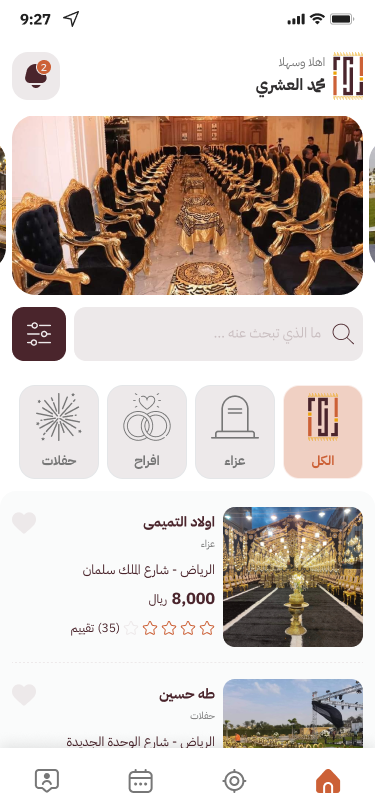 9:27
2
اهلا وسهلا
محمد العشري
ما الذي تبحث عنه ...
الكل
عزاء
افراح
حفلات
اولاد التميمى
عزاء
الرياض - شارع الملك سلمان
8,000 ريال
(35) تقييم
طه حسين
حفلات
الرياض - شارع الوحدة الجديدة